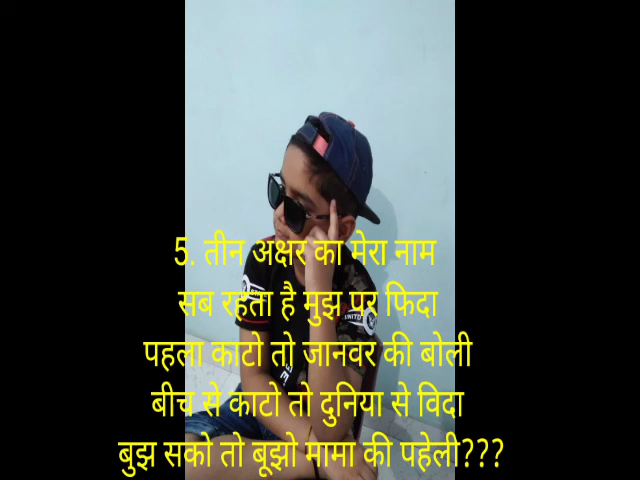 5. तीन अक्षर का मेरा नाम
सब रहता है मुझ पर फिदा
पहला काटो तो जानवर की बोली
बीच से काटो तो दुनिया से विदा
बुझ सको तो बूझो मामा की पहेली???